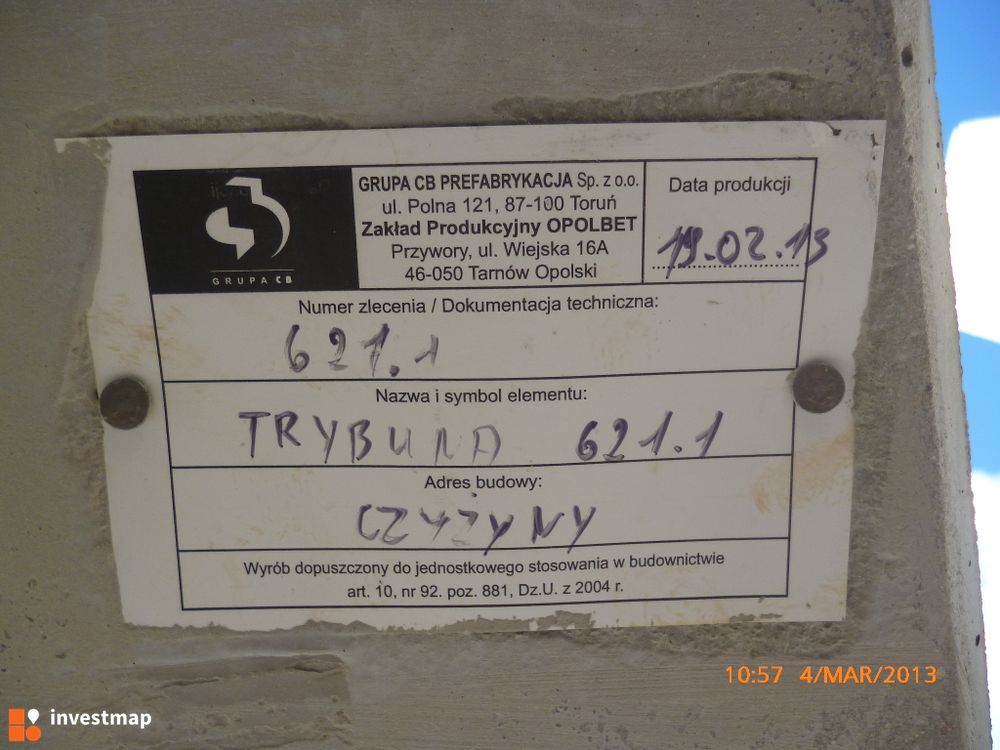 GRUPA CB
GRUPA CB PREFABRYKACJA Sp. z o.o.
ul. Polna 121, 87-100 Toruń
Zakład Produkcyjny OPOLBET
Przywory, ul. Wiejska 16A
46-050 Tarnów Opolski
Data produkcji
19.02.13
Numer zlecenia / Dokumentacja techniczna:
621.1
Nazwa i symbol elementu:
TRYBUNA 621.1
Adres budowy:
CZYŻYNY
Wyrób dopuszczony do jednostkowego stosowania w budownictwie
art. 10, nr 92. poz. 881, Dz.U. z 2004 r.
10:57 4/MAR/2013
investmap